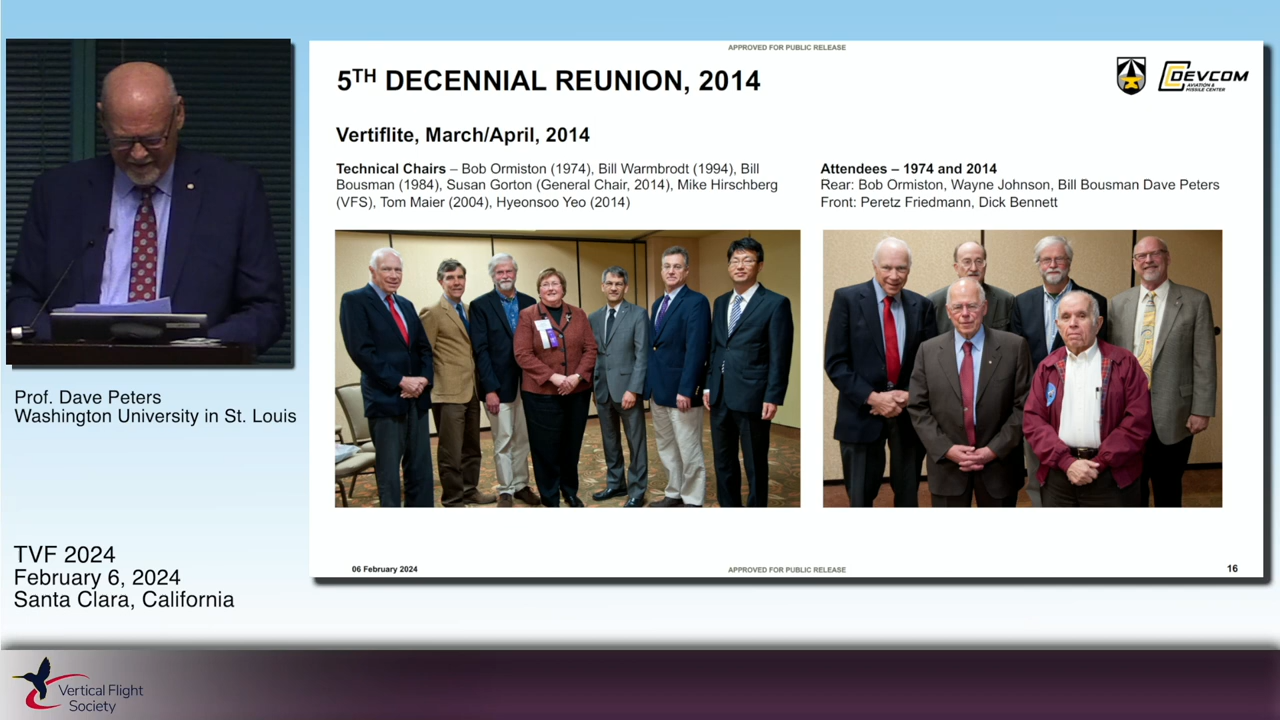 APPROVED FOR PUBLIC RELEASE
5TH DECENNIAL REUNION, 2014
DEVCOM
AVIATION &
MISSILE CENTER
Vertiflite, March/April, 2014
Technical Chairs – Bob Ormiston (1974), Bill Warmbrodt (1994), Bill
Bousman (1984), Susan Gorton (General Chair, 2014), Mike Hirschberg
(VFS), Tom Maier (2004), Hyeonsoo Yeo (2014)
Attendees – 1974 and 2014
Rear: Bob Ormiston, Wayne Johnson, Bill Bousman Dave Peters
Front: Peretz Friedmann, Dick Bennett
06 February 2024
APPROVED FOR PUBLIC RELEASE
16
Prof. Dave Peters
Washington University in St. Louis
TVF 2024
February 6, 2024
Santa Clara, California
Vertical Flight
Society